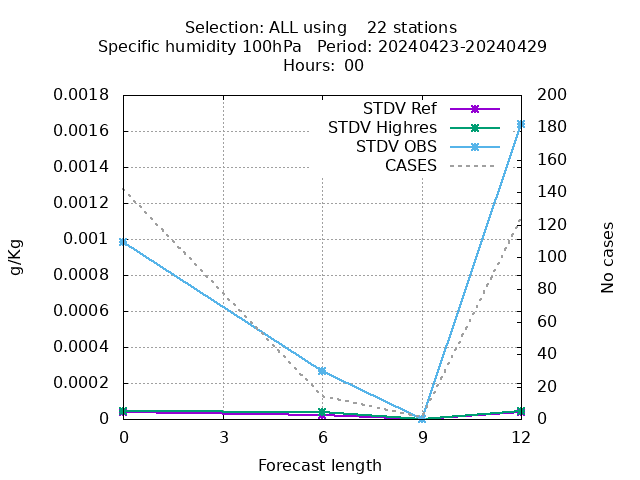 Selection: ALL using    22 stations
Specific humidity 100hPa   Period: 20240423-20240429
Hours:  00
STDV Ref
STDV Highres
STDV OBS
CASES
0.0018
0.0016
0.0014
0.0012
0.001
0.0008
0.0006
0.0004
0.0002
0
200
180
160
140
120
100
80
60
40
20
0
g/Kg
No cases
0 3 6 9 12
Forecast length